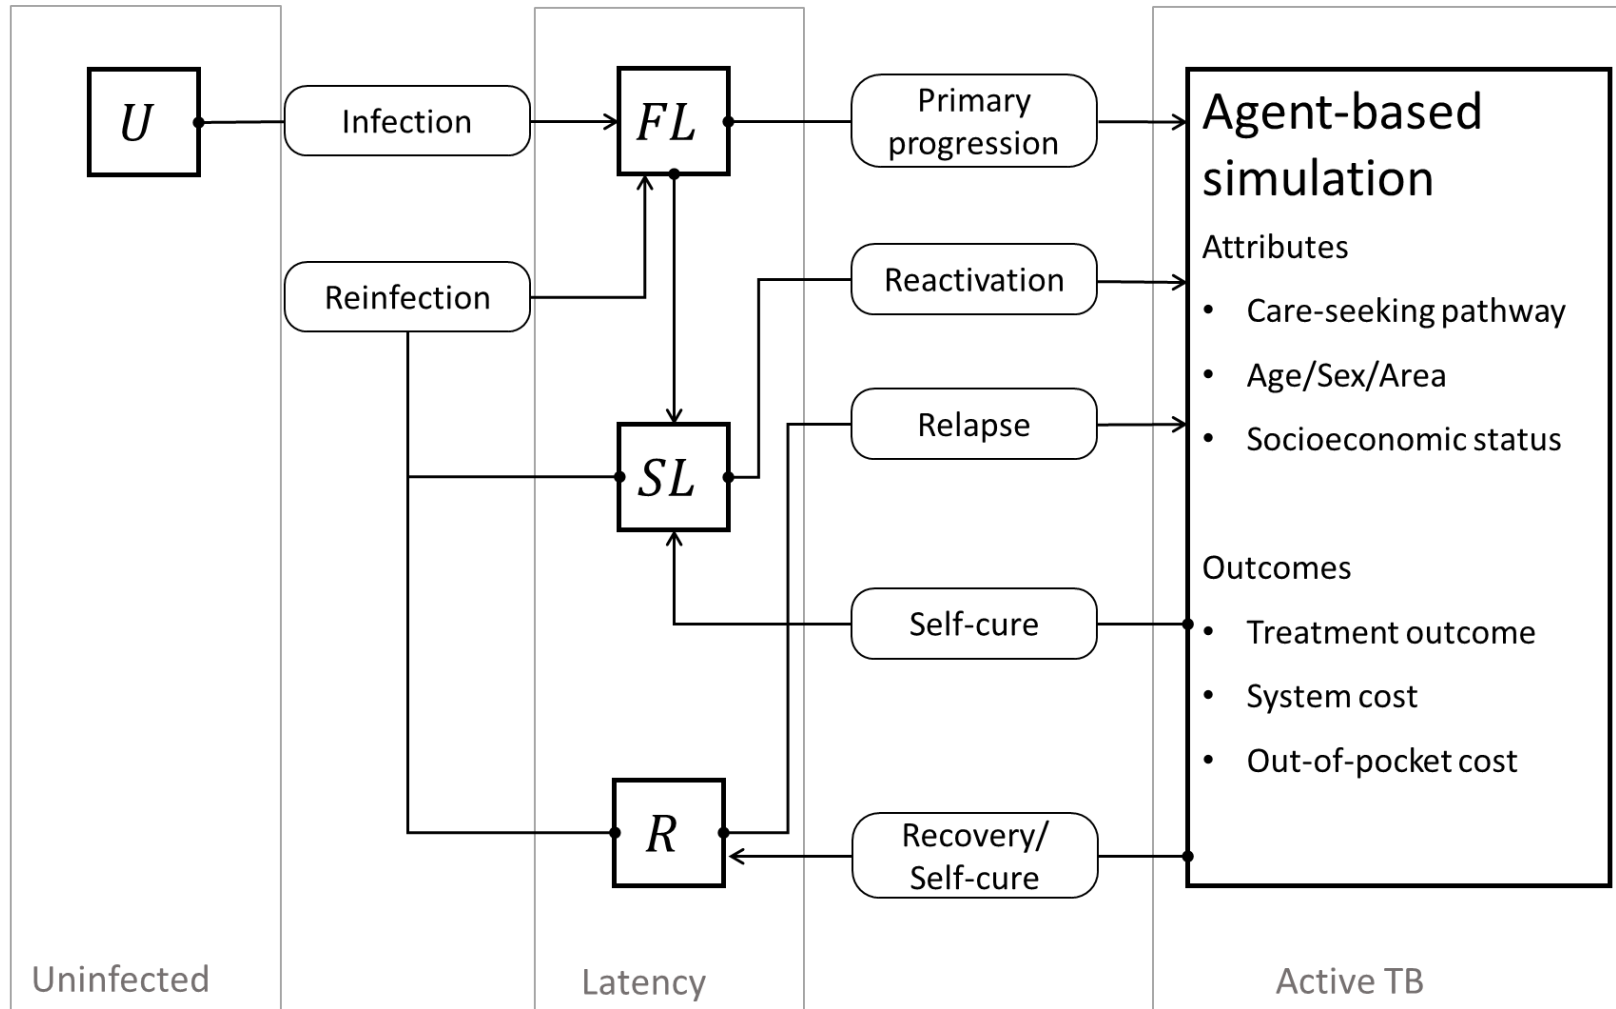 U
Infection
FL
Primary
progression
Agent-based
simulation
Attributes
• Care-seeking pathway
• Age/Sex/Area
• Socioeconomic status
Reinfection
Reactivation
Relapse
SL
Self-cure
Outcomes
• Treatment outcome
• System cost
• Out-of-pocket cost
R
Recovery/
Self-cure
Uninfected
Latency
Active TB